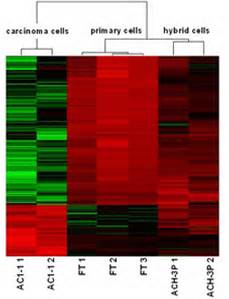 carcinoma cells primary cells hybrid cells
AC1-1 1
AC1-1 2
FT 1
FT 2
FT 3
ACH-3P 1
ACH-3P 2